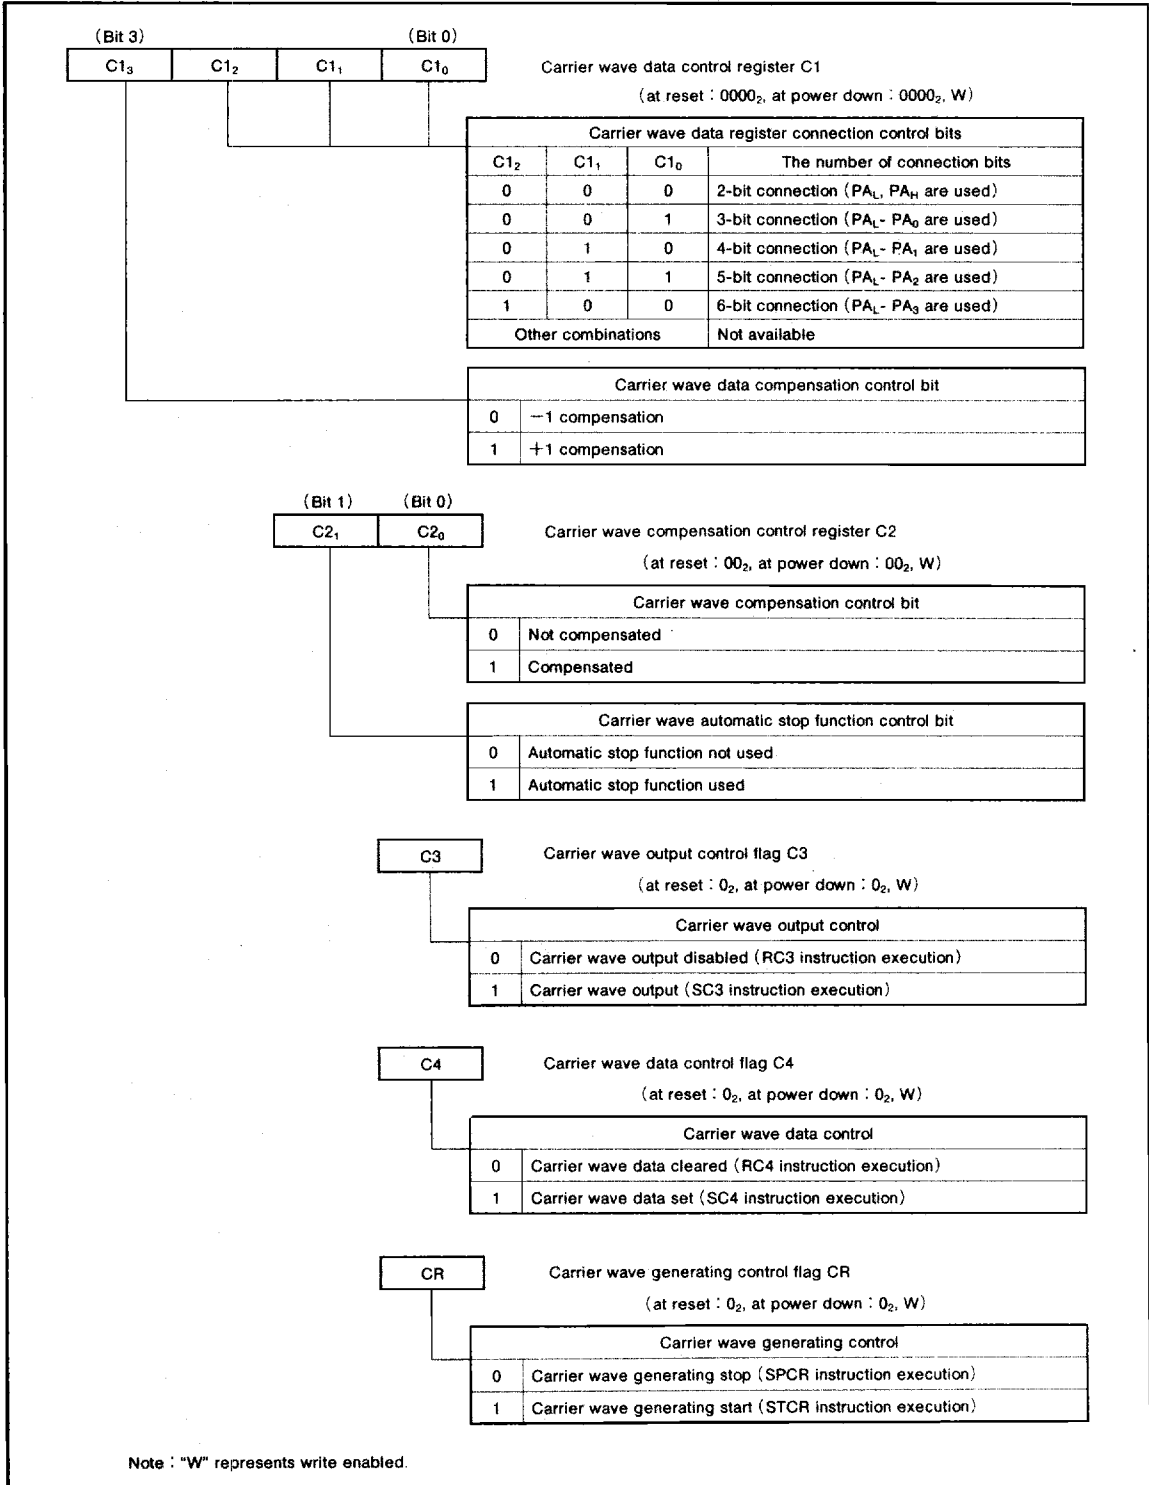 (Bit 3) (Bit 0)
C1₃ C1₂ C1₁ C1₀ Carrier wave data control register C1
(at reset : 0000₂, at power down : 0000₂, W)
Carrier wave data register connection control bits
C1₂ C1₁ C1₀ The number of connection bits
0 0 0 2-bit connection (PA_L, PA_H are used)
0 0 1 3-bit connection (PA_L- PA₀ are used)
0 1 0 4-bit connection (PA_L- PA₁ are used)
0 1 1 5-bit connection (PA_L- PA₂ are used)
1 0 0 6-bit connection (PA_L- PA₃ are used)
Other combinations Not available
Carrier wave data compensation control bit
0 −1 compensation
1 +1 compensation
(Bit 1) (Bit 0)
C2₁ C2₀ Carrier wave compensation control register C2
(at reset : 00₂, at power down : 00₂, W)
Carrier wave compensation control bit
0 Not compensated
1 Compensated
Carrier wave automatic stop function control bit
0 Automatic stop function not used
1 Automatic stop function used
C3 Carrier wave output control flag C3
(at reset : 0₂, at power down : 0₂, W)
Carrier wave output control
0 Carrier wave output disabled (RC3 instruction execution)
1 Carrier wave output (SC3 instruction execution)
C4 Carrier wave data control flag C4
(at reset : 0₂, at power down : 0₂, W)
Carrier wave data control
0 Carrier wave data cleared (RC4 instruction execution)
1 Carrier wave data set (SC4 instruction execution)
CR Carrier wave generating control flag CR
(at reset : 0₂, at power down : 0₂, W)
Carrier wave generating control
0 Carrier wave generating stop (SPCR instruction execution)
1 Carrier wave generating start (STCR instruction execution)
Note : "W" represents write enabled.